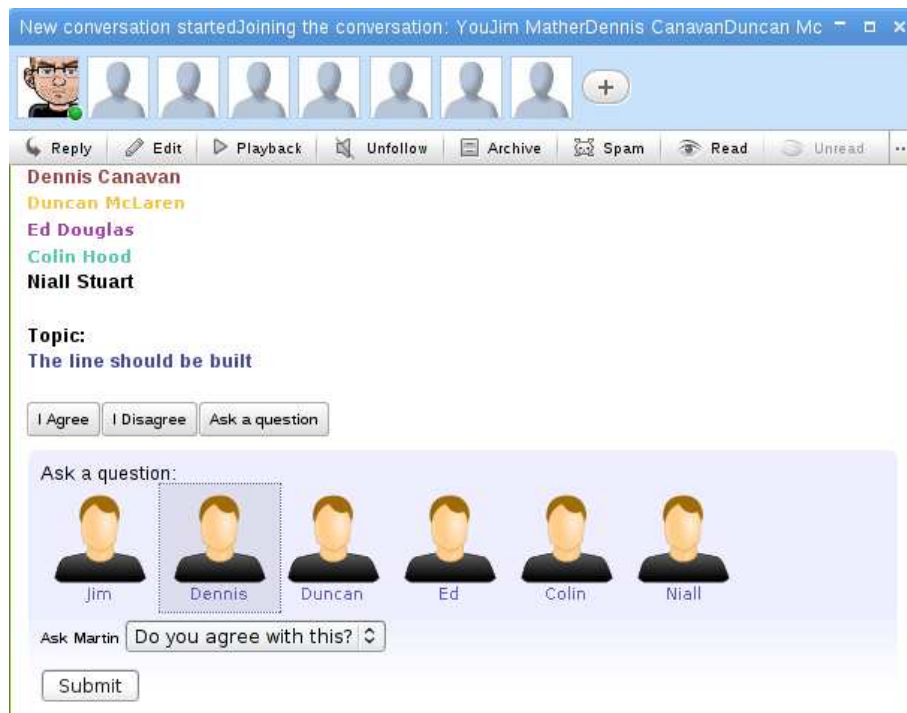 New conversation startedJoining the conversation: YouJim MatherDennis CanavanDuncan Mc
Reply Edit Playback Unfollow Archive Spam Read Unread ..
Dennis Canavan
Duncan McLaren
Ed Douglas
Colin Hood
Niall Stuart
Topic:
The line should be built
I Agree I Disagree Ask a question
Ask a question:
Jim Dennis Duncan Ed Colin Niall
Ask Martin Do you agree with this?
Submit